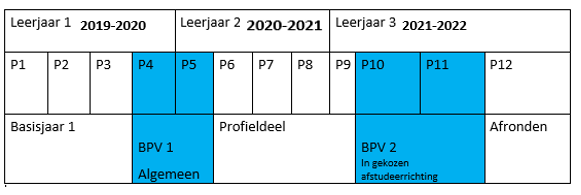 Leerjaar 1 2019-2020 Leerjaar 2 2020-2021 Leerjaar 3 2021-2022
P1 P2 P3 P4 P5 P6 P7 P8 P9 P10 P11 P12
Basisjaar 1 BPV 1 Algemeen Profieldeel BPV 2 In gekozen afstudeerrichting Afronden